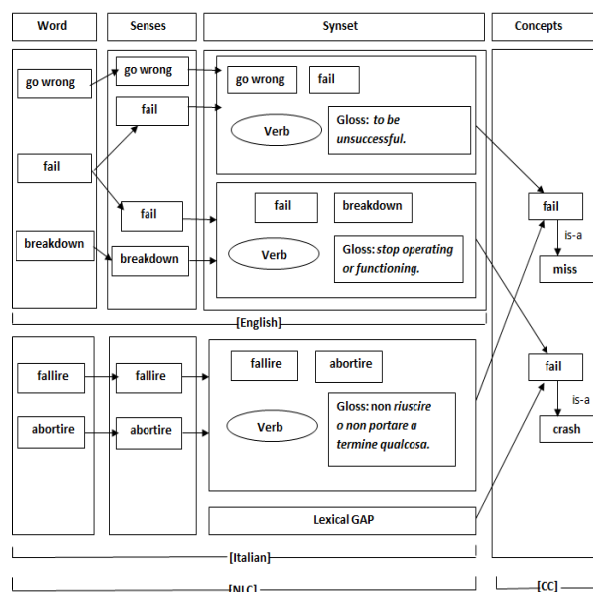 Word
Senses
Synset
Concepts
go wrong
fail
breakdown
go wrong
fail
fail
breakdown
go wrong
fail
Verb
Gloss: to be
unsuccessful.
fail
breakdown
Verb
Gloss: stop operating
or functioning.
[English]
fallire
abortire
fallire
abortire
fallire
abortire
Verb
Gloss: non riuscire
o non portare a
termine qualcosa.
Lexical GAP
[Italian]
[NLC]
fail
is-a
miss
fail
is-a
crash
[CC]